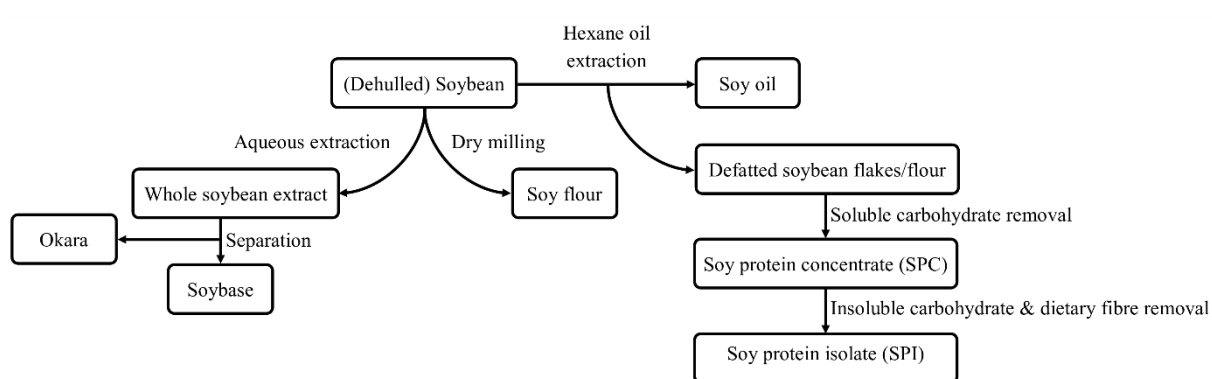 Hexane oil
extraction
(Dehulled) Soybean
Soy oil
Aqueous extraction
Dry milling
Defatted soybean flakes/flour
Whole soybean extract
Soy flour
Soluble carbohydrate removal
Okara
Separation
Soy protein concentrate (SPC)
Soybase
Insoluble carbohydrate & dietary fibre removal
Soy protein isolate (SPI)